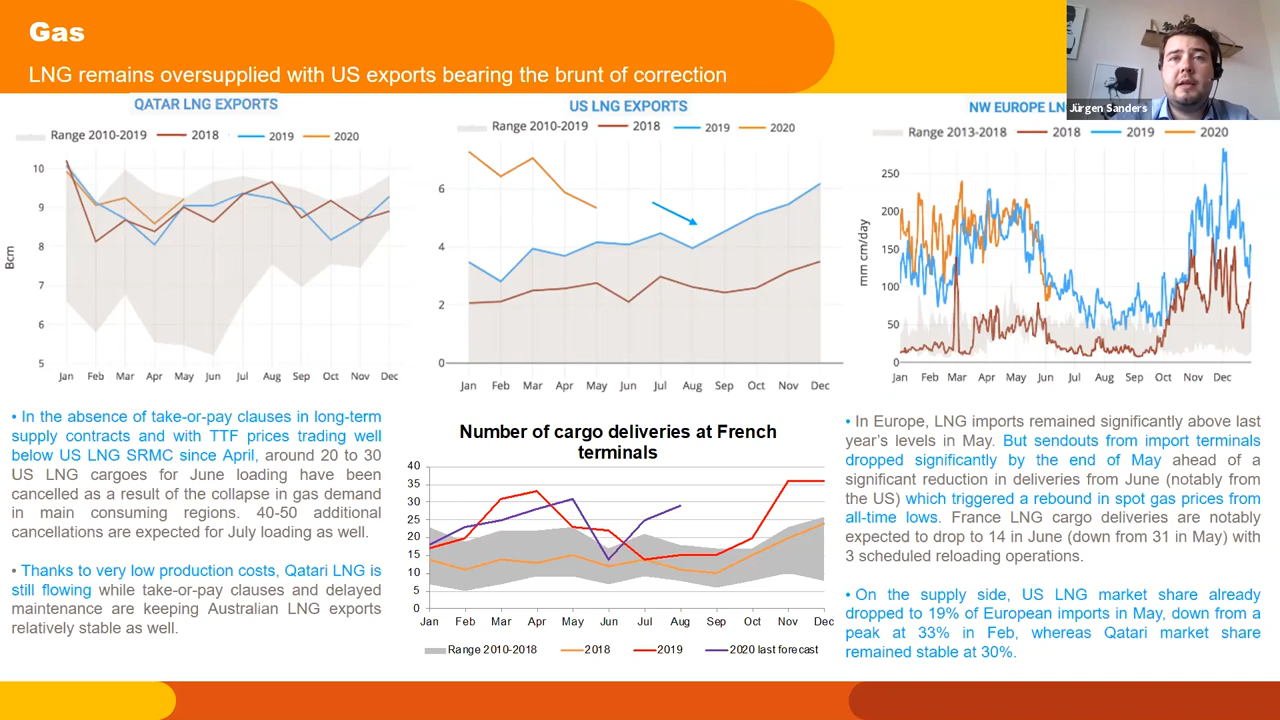 Gas
LNG remains oversupplied with US exports bearing the brunt of correction
Jürgen Sanders
QATAR LNG EXPORTS
Range 2010-2019 2018 2019 2020
10
9
8
7
6
5
Bcm
Jan Feb Mar Apr May Jun Jul Aug Sep Oct Nov Dec
US LNG EXPORTS
Range 2010-2019 2018 2019 2020
6
4
2
0
Jan Feb Mar Apr May Jun Jul Aug Sep Oct Nov Dec
NW EUROPE
Range 2013-2018 2018 2019 2020
250
200
150
100
50
0
mm cm/day
Jan Jan Mar Apr May Jun Jul Aug Sep Oct Nov Dec
• In the absence of take-or-pay clauses in long-term
supply contracts and with TTF prices trading well
below US LNG SRMC since April, around 20 to 30
US LNG cargoes for June loading have been
cancelled as a result of the collapse in gas demand
in main consuming regions. 40-50 additional
cancellations are expected for July loading as well.
• Thanks to very low production costs, Qatari LNG is
still flowing while take-or-pay clauses and delayed
maintenance are keeping Australian LNG exports
relatively stable as well.
Number of cargo deliveries at French
terminals
40
35
30
25
20
15
10
5
0
Jan Feb Mar Apr May Jun Jul Aug Sep Oct Nov Dec
Range 2010-2018 2018 2019 2020 last forecast
• In Europe, LNG imports remained significantly above last
year's levels in May. But sendouts from import terminals
dropped significantly by the end of May ahead of a
significant reduction in deliveries from June (notably from
the US) which triggered a rebound in spot gas prices from
all-time lows. France LNG cargo deliveries are notably
expected to drop to 14 in June (down from 31 in May) with
3 scheduled reloading operations.
• On the supply side, US LNG market share already
dropped to 19% of European imports in May, down from a
peak at 33% in Feb, whereas Qatari market share
remained stable at 30%.